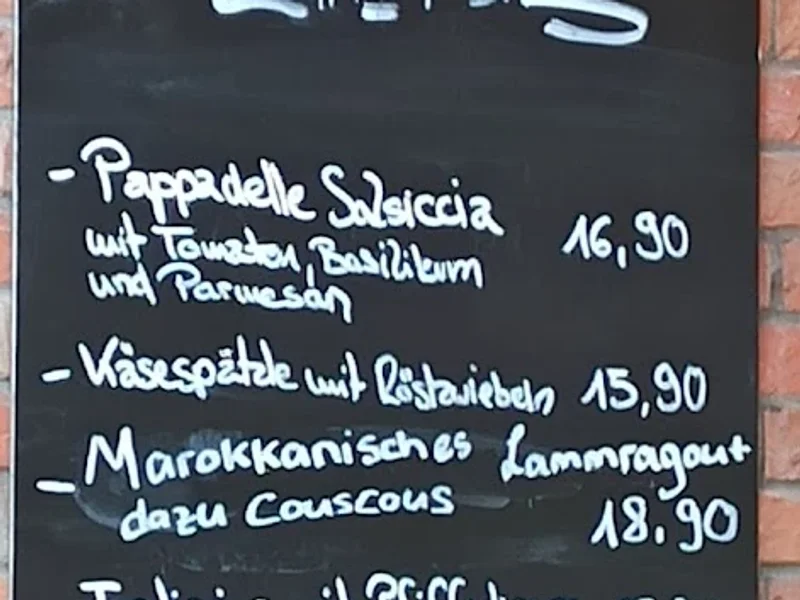 - Pappadelle Salsiccia
mit Tomaten, Basilikum 16,90
und Parmesan
- Käsespätzle mit Röstzwiebeln 15,90
- Marokkanisches Lammragout
dazu Couscous 18.90